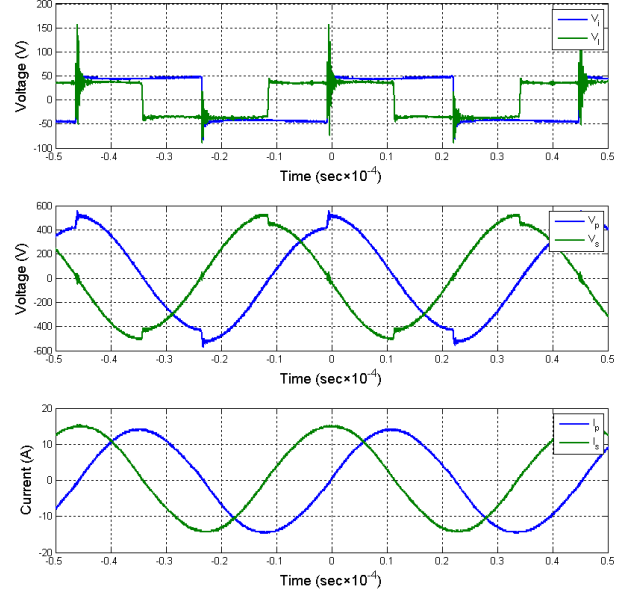 200
150
100
50
0
-50
-100
Voltage (V)
V_i
V_l
-0.5 -0.4 -0.3 -0.2 -0.1 0 0.1 0.2 0.3 0.4 0.5
Time (sec×10^-4)
600
400
200
0
-200
-400
-600
Voltage (V)
V_p
V_s
-0.5 -0.4 -0.3 -0.2 -0.1 0 0.1 0.2 0.3 0.4 0.5
Time (sec×10^-4)
20
10
0
-10
-20
Current (A)
I_p
I_s
-0.5 -0.4 -0.3 -0.2 -0.1 0 0.1 0.2 0.3 0.4 0.5
Time (sec×10^-4)